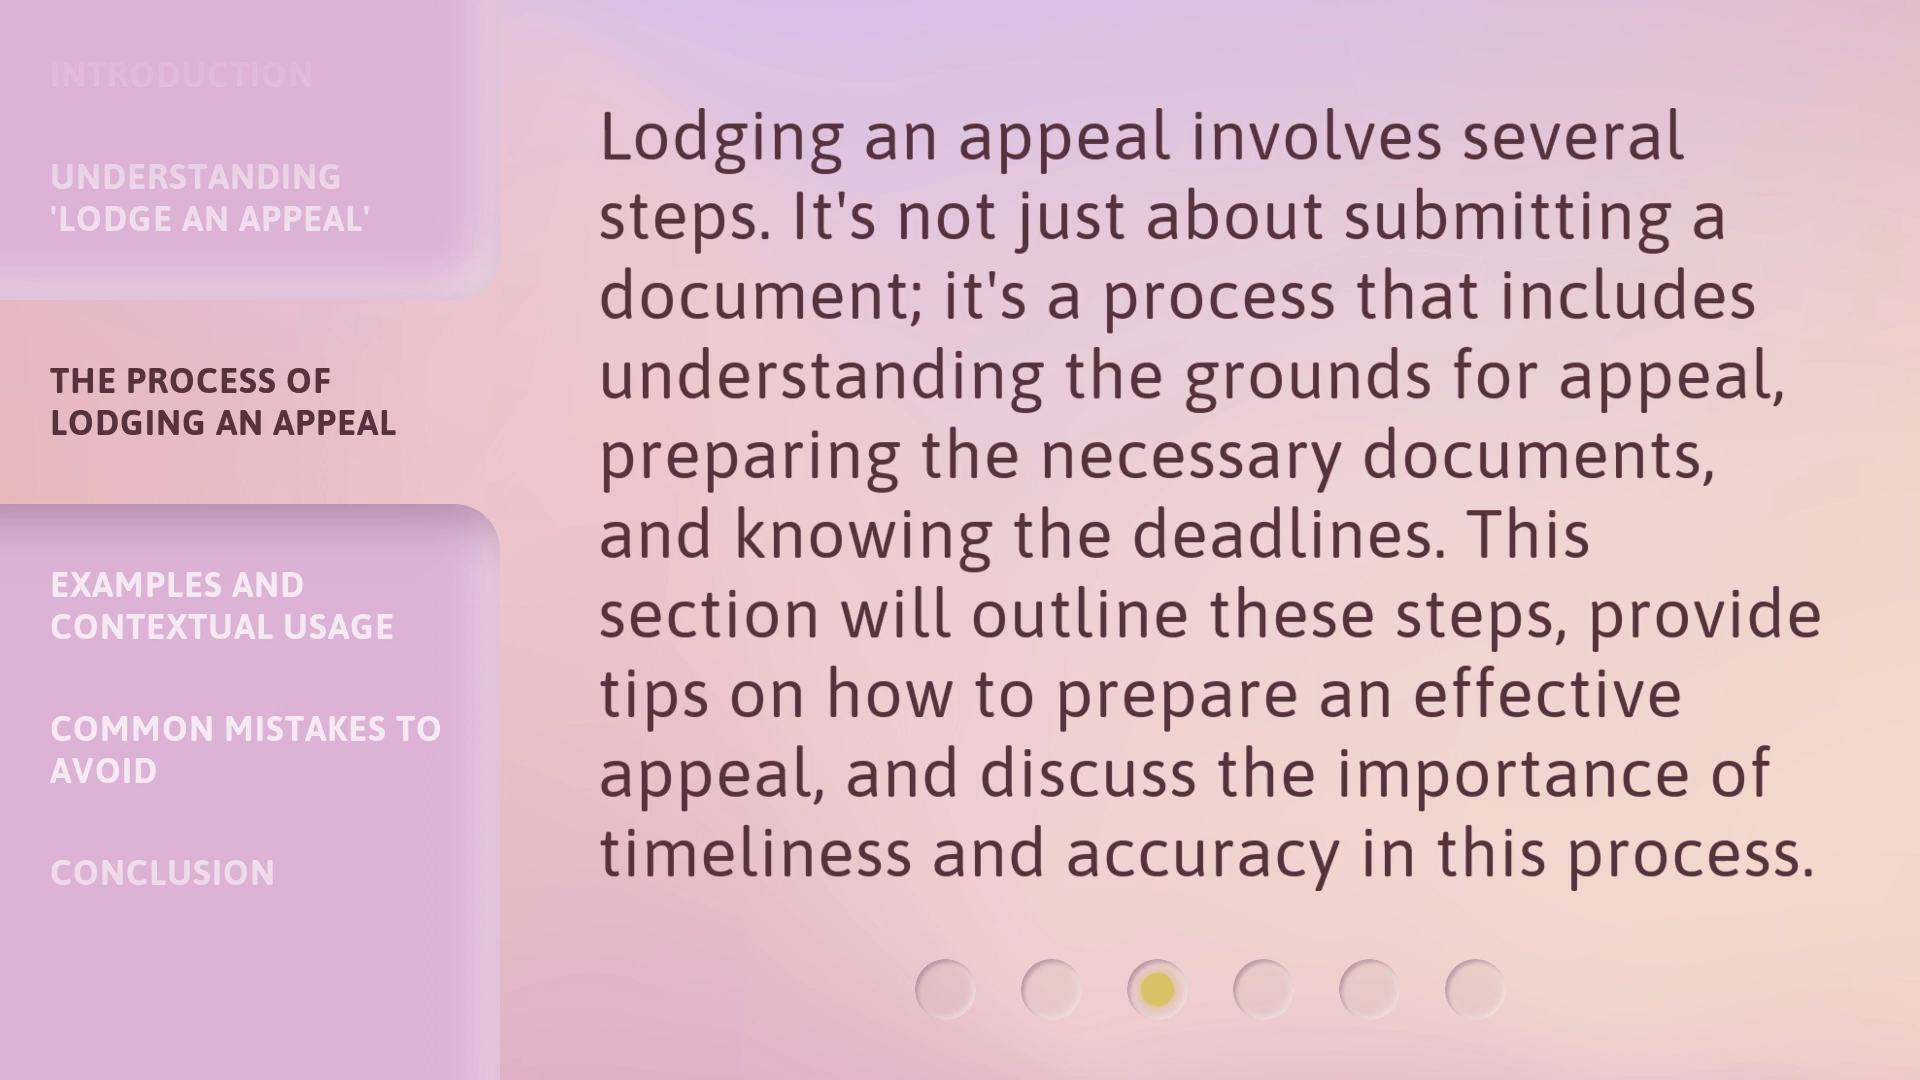 INTRODUCTION
UNDERSTANDING
'LODGE AN APPEAL'
THE PROCESS OF
LODGING AN APPEAL
EXAMPLES AND
CONTEXTUAL USAGE
COMMON MISTAKES TO
AVOID
CONCLUSION
Lodging an appeal involves several
steps. It's not just about submitting a
document; it's a process that includes
understanding the grounds for appeal,
preparing the necessary documents,
and knowing the deadlines. This
section will outline these steps, provide
tips on how to prepare an effective
appeal, and discuss the importance of
timeliness and accuracy in this process.